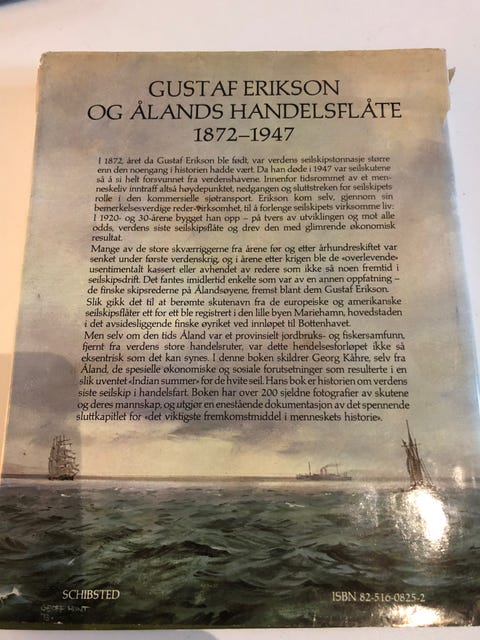 GUSTAF ERIKSON
OG ÅLANDS HANDELSFLÅTE
1872–1947
I 1872, året da Gustaf Erikson ble født, var verdens seilskipstonnasje større
enn den noengang i historien hadde vært. Da han døde i 1947 var seilskutene
så å si helt forsvunnet fra verdenshavene. Innenfor tidsrommet av et men-
neskeliv inntraff altså høydepunktet, nedgangen og sluttstreken for seilskipets
rolle i den kommersielle sjøtransport. Erikson kom selv, gjennom sin
bemerkelsesverdige reder-virksomhet, til å forlenge seilskipets virksomme liv:
I 1920- og 30-årene bygget han opp – på tvers av utviklingen og mot alle
odds, verdens siste seilskipsflåte og drev den med glimrende økonomisk
resultat.
Mange av de store skværriggerne fra årene før og etter århundreskiftet var
senket under første verdenskrig, og i årene etter krigen ble de «overlevende»
usentimentalt kassert eller avhendet av redere som ikke så noen fremtid i
seilskipsdrift. Det fantes imidlertid enkelte som var av en annen oppfatning –
de finske skipsrederne på Ålandsøyene, fremst blant dem Gustaf Erikson.
Slik gikk det til at berømte skutenavn fra de europeiske og amerikanske
seilskipsflåter ett for ett ble registrert i den lille byen Mariehamn, hovedstaden
i det avsidesliggende finske øyriket ved innløpet til Bottenhavet.
Men selv om den tids Åland var et provinsielt jordbruks- og fiskersamfunn,
fjernt fra verdens store handelsruter, var dette hendelsesforløpet ikke så
eksentrisk som det kan synes. I denne boken skildrer Georg Kåhre, selv fra
Åland, de spesielle økonomiske og sosiale forutsetninger som resulterte i en
slik uventet «Indian summer» for de hvite seil. Hans bok er historien om verdens
siste seilskip i handelsfart. Boken har over 200 sjeldne fotografier av skutene
og deres mannskap, og utgjør en enestående dokumentasjon av det spennende
sluttkapitlet for «det viktigste fremkomstmiddel i menneskets historie».
SCHIBSTED
ISBN 82-516-0825-2
GEOFF HUNT